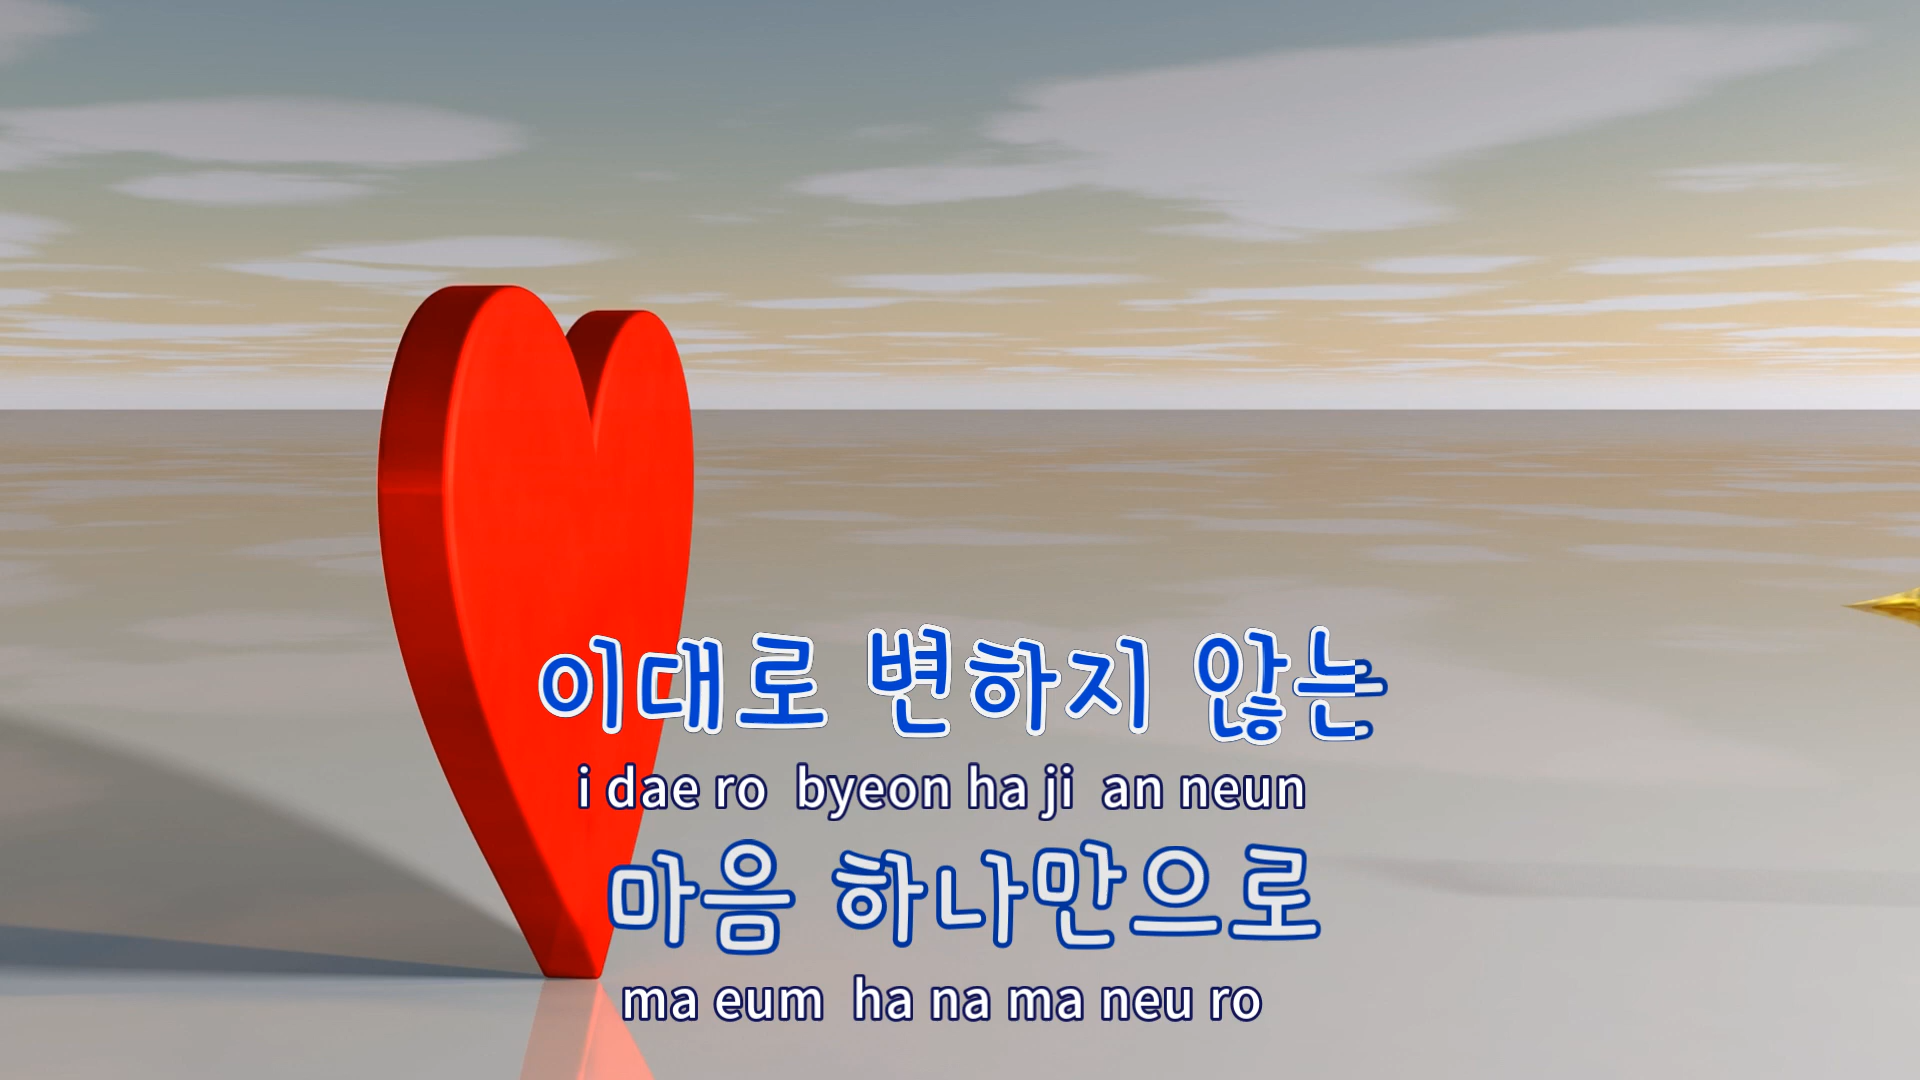 이대로 변하지 않는
i dae ro byeon ha ji an neun
마음 하나만으로
ma eum ha na ma neu ro